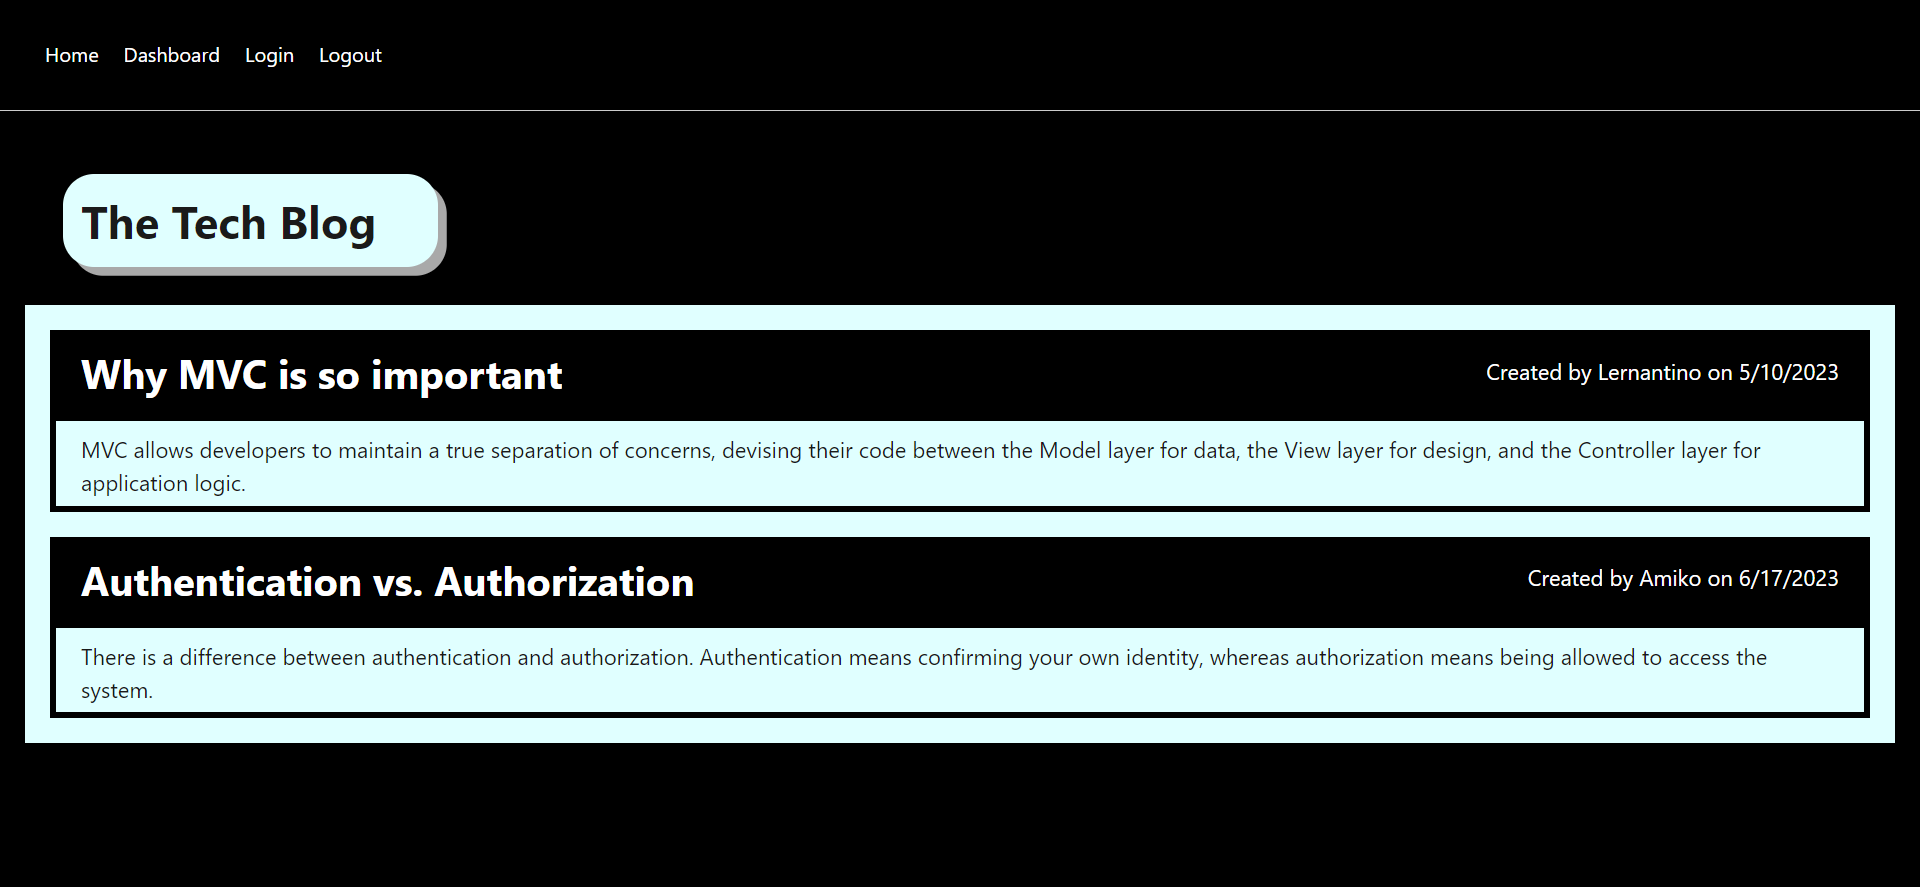 Home Dashboard Login Logout
The Tech Blog
Why MVC is so important
Created by Lernantino on 5/10/2023
MVC allows developers to maintain a true separation of concerns, devising their code between the Model layer for data, the View layer for design, and the Controller layer for
application logic.
Authentication vs. Authorization
Created by Amiko on 6/17/2023
There is a difference between authentication and authorization. Authentication means confirming your own identity, whereas authorization means being allowed to access the
system.